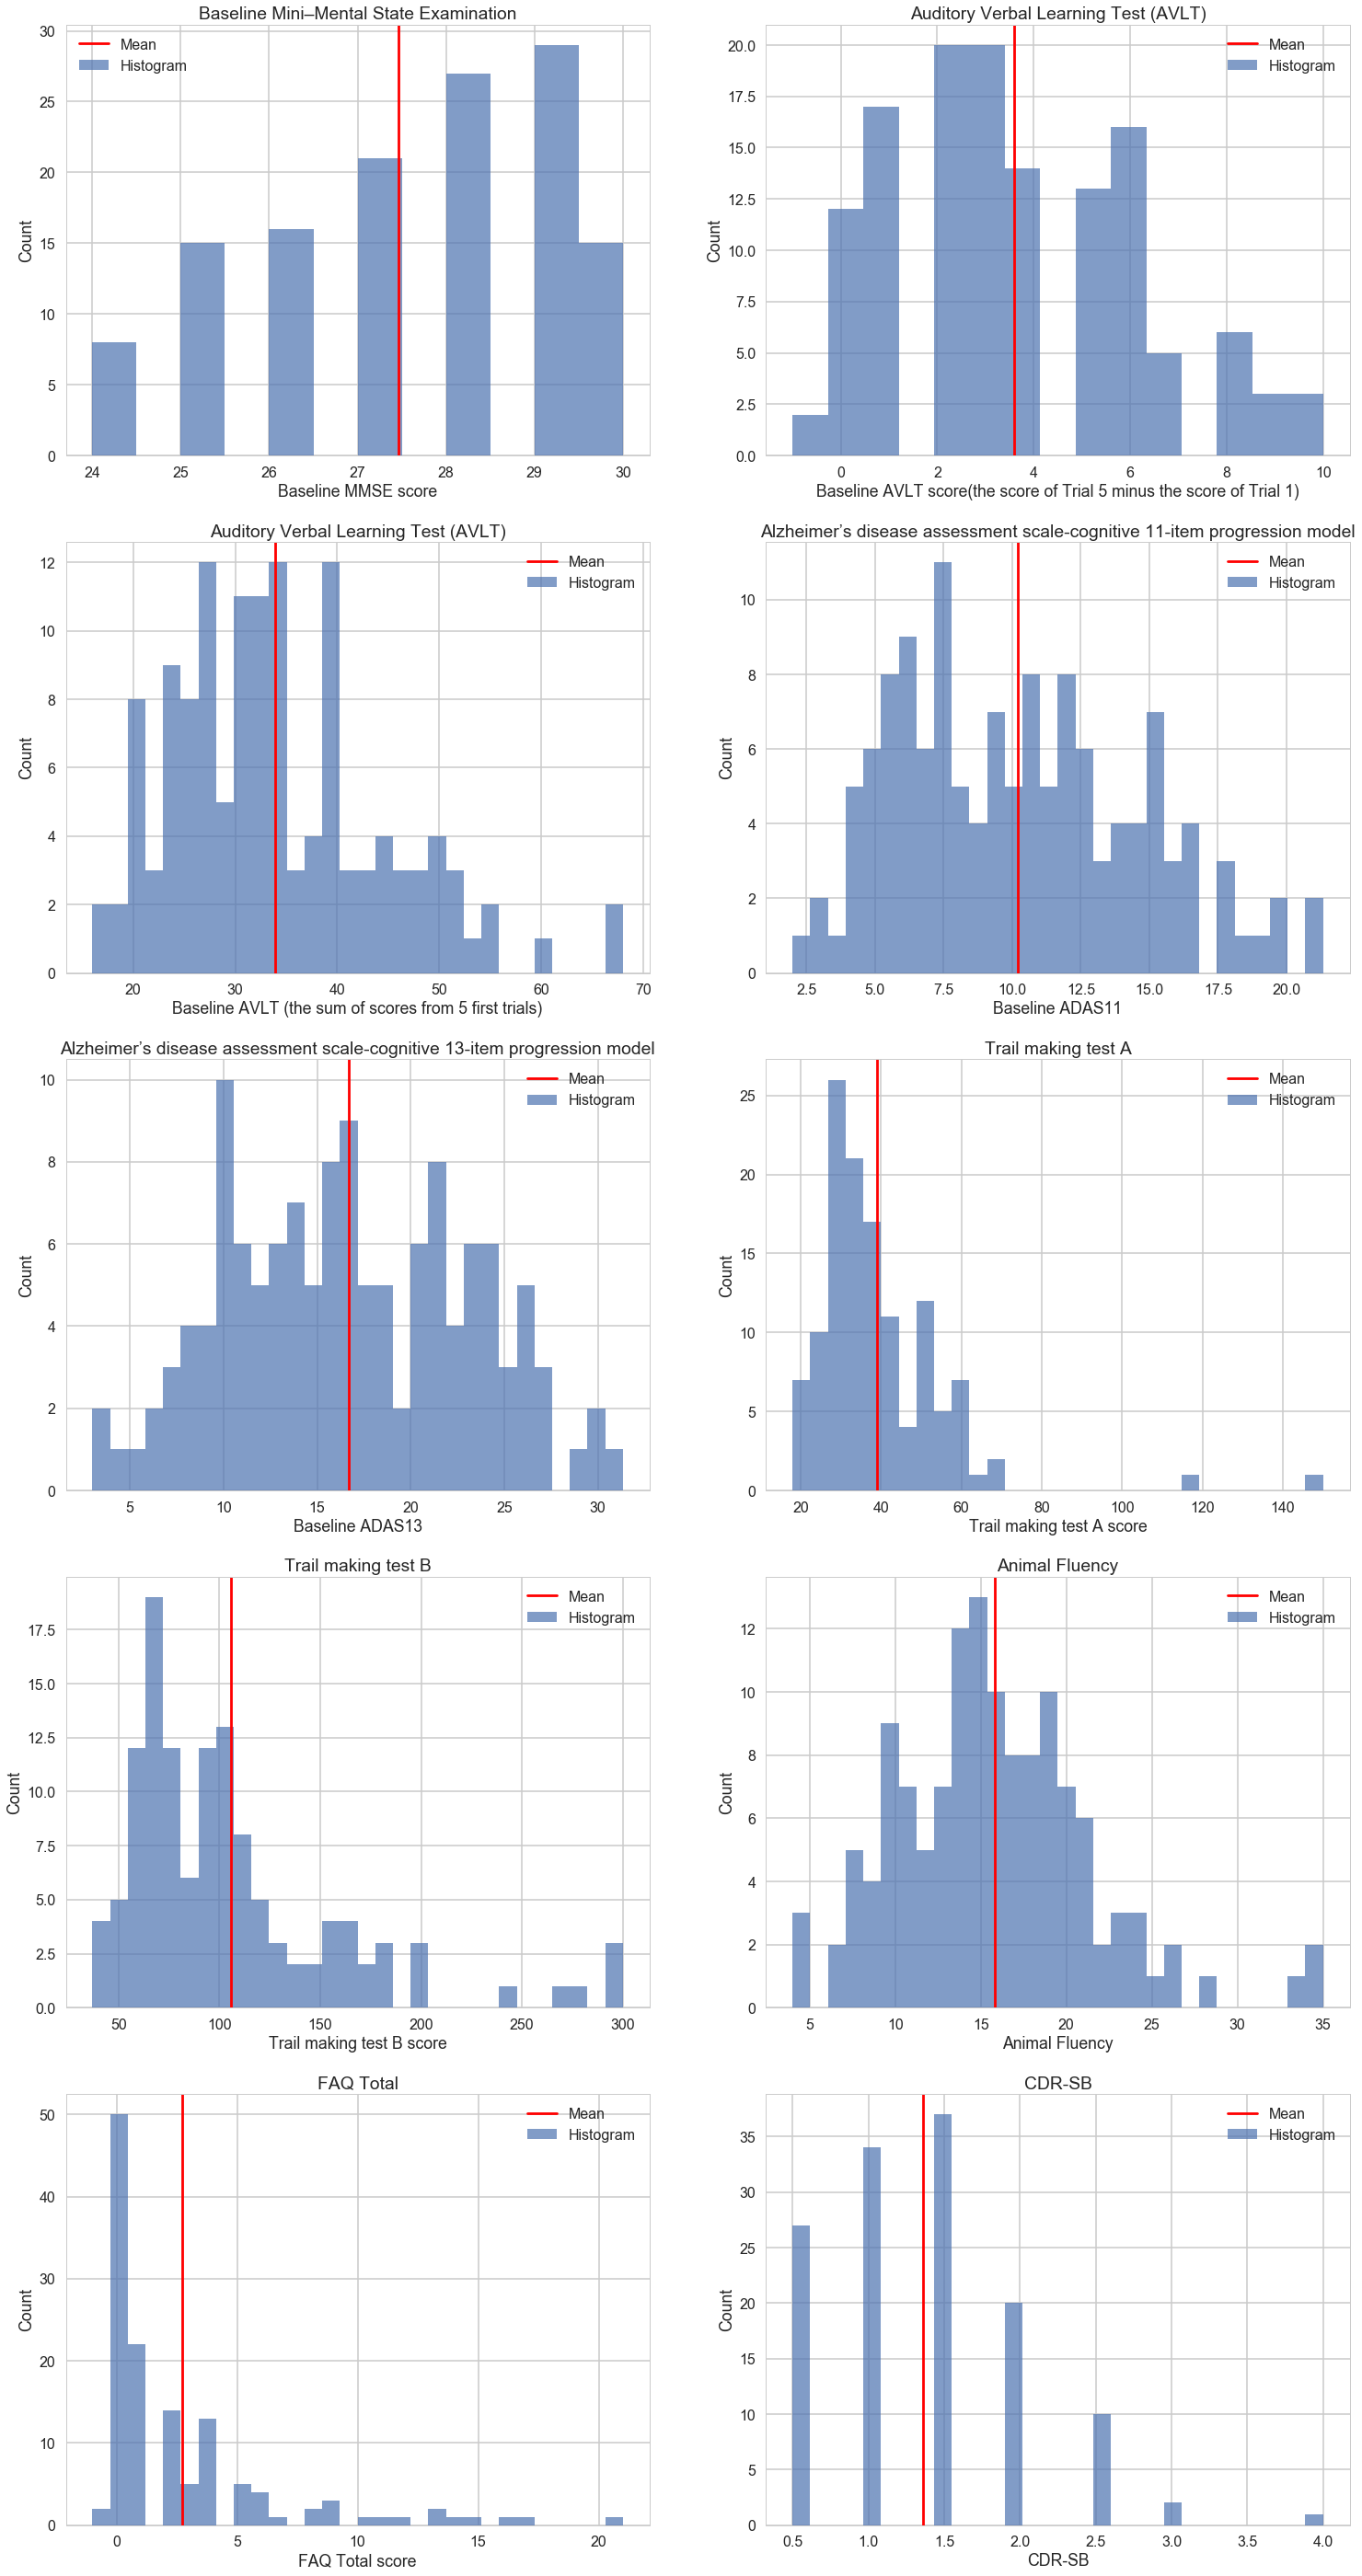 Baseline Mini–Mental State Examination
Mean
Histogram
Count
30
25
20
15
10
5
0
24 25 26 27 28 29 30
Baseline MMSE score
Auditory Verbal Learning Test (AVLT)
Mean
Histogram
Count
20.0
17.5
15.0
12.5
10.0
7.5
5.0
2.5
0.0
0 2 4 6 8 10
Baseline AVLT score(the score of Trial 5 minus the score of Trial 1)
Auditory Verbal Learning Test (AVLT)
Mean
Histogram
Count
12
10
8
6
4
2
0
20 30 40 50 60 70
Baseline AVLT (the sum of scores from 5 first trials)
Alzheimer's disease assessment scale-cognitive 11-item progression model
Mean
Histogram
Count
10
8
6
4
2
0
2.5 5.0 7.5 10.0 12.5 15.0 17.5 20.0
Baseline ADAS11
Alzheimer's disease assessment scale-cognitive 13-item progression model
Mean
Histogram
Count
10
8
6
4
2
0
5 10 15 20 25 30
Baseline ADAS13
Trail making test A
Mean
Histogram
Count
25
20
15
10
5
0
20 40 60 80 100 120 140
Trail making test A score
Trail making test B
Mean
Histogram
Count
17.5
15.0
12.5
10.0
7.5
5.0
2.5
0.0
50 100 150 200 250 300
Trail making test B score
Animal Fluency
Mean
Histogram
Count
12
10
8
6
4
2
0
5 10 15 20 25 30 35
Animal Fluency
FAQ Total
Mean
Histogram
Count
50
40
30
20
10
0
0 5 10 15 20
FAQ Total score
CDR-SB
Mean
Histogram
Count
35
30
25
20
15
10
5
0
0.5 1.0 1.5 2.0 2.5 3.0 3.5 4.0
CDR-SB